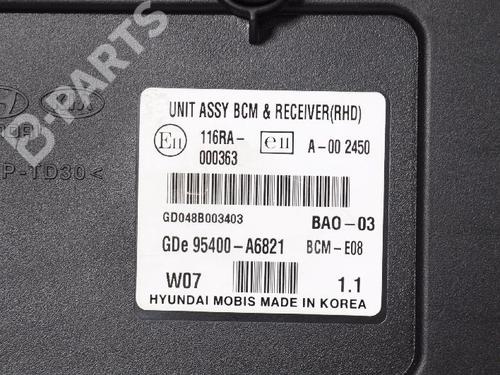 B-PARTS
KIA
P-TD30<
UNIT ASSY BCM & RECEIVER(RHD)
E11 116RA-
000363
e11 A-00 2450
GD048B003403 BAO-03
GDe 95400-A6821 BCM-E08
W07 1.1
HYUNDAI MOBIS MADE IN KOREA